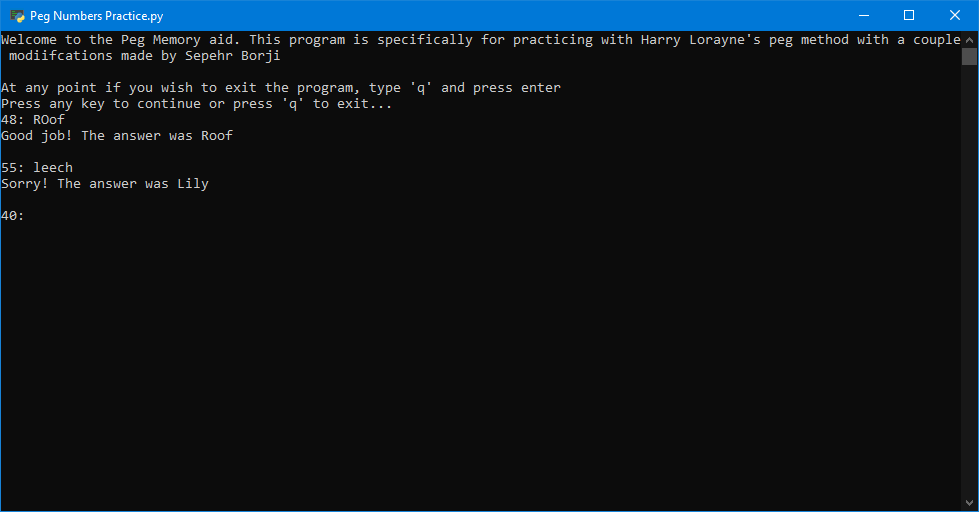 Peg Numbers Practice.py
Welcome to the Peg Memory aid. This program is specifically for practicing with Harry Lorayne's peg method with a couple
modiifcations made by Sepehr Borji
At any point if you wish to exit the program, type 'q' and press enter
Press any key to continue or press 'q' to exit...
48: ROof
Good job! The answer was Roof
55: leech
Sorry! The answer was Lily
40: